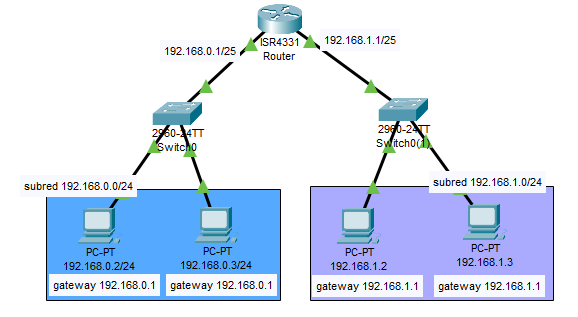 ISR4331
Router
192.168.0.1/25
192.168.1.1/25
2960-24TT
Switch0
2960-24TT
Switch0(1)
subred 192.168.0.0/24
subred 192.168.1.0/24
PC-PT
192.168.0.2/24
gateway 192.168.0.1
PC-PT
192.168.0.3/24
gateway 192.168.0.1
PC-PT
192.168.1.2
gateway 192.168.1.1
PC-PT
192.168.1.3
gateway 192.168.1.1